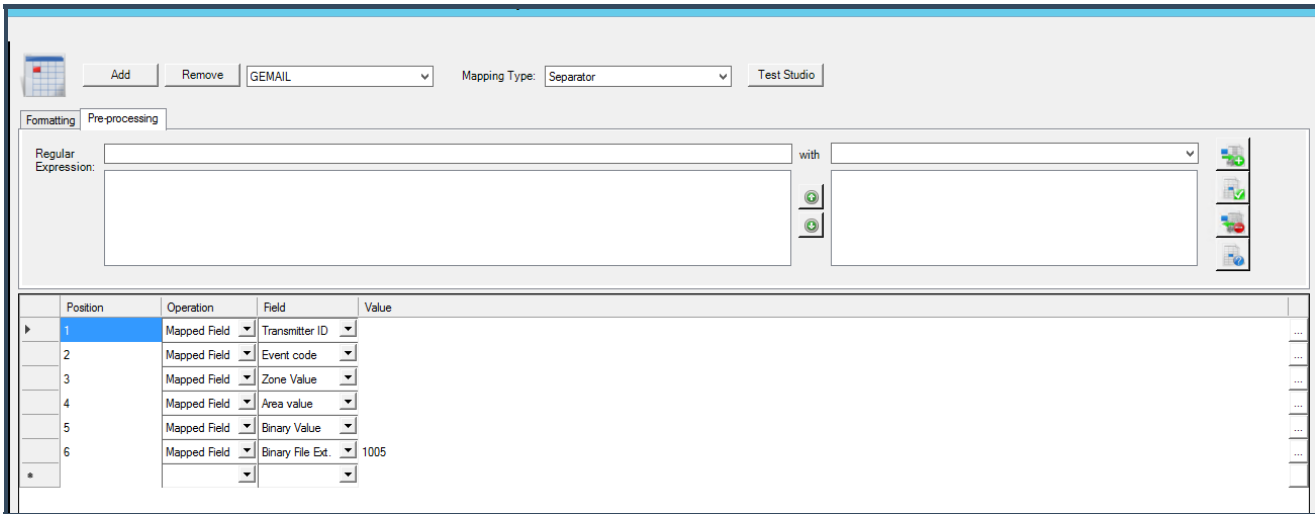 Add Remove GEMAIL Mapping Type: Separator Test Studio
Formatting Pre-processing
Regular Expression: with
Position Operation Field Value
1 Mapped Field Transmitter ID ...
2 Mapped Field Event code ...
3 Mapped Field Zone Value ...
4 Mapped Field Area value ...
5 Mapped Field Binary Value ...
6 Mapped Field Binary File Ext. 1005 ...